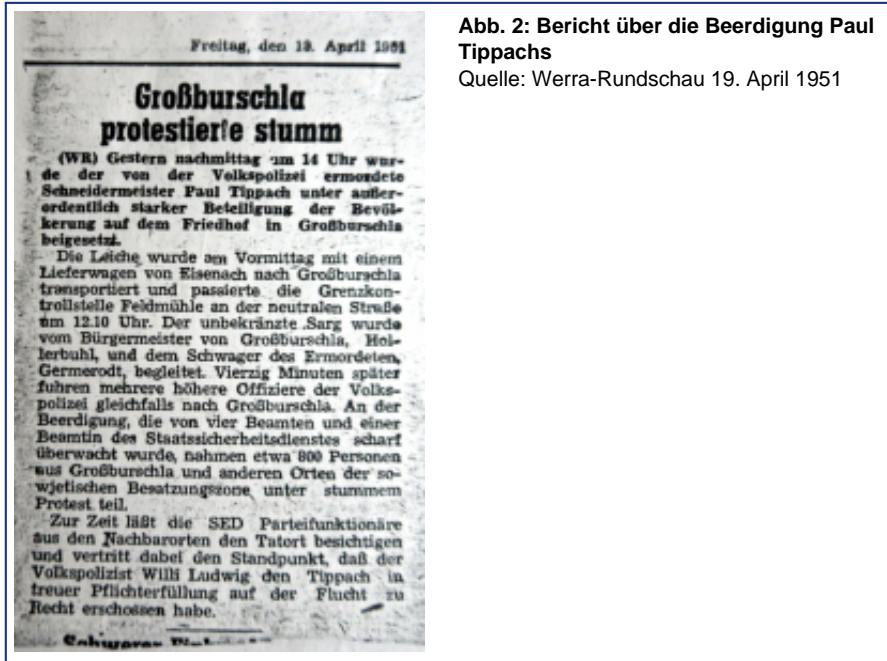 Freitag, den 13. April 1951
Großburschla
protestierte stumm
(WR) Gestern nachmittag um 14 Uhr wur-
de der von der Volkspolizei ermordete
Schneidermeister Paul Tippach unter außer-
ordentlich starker Beteiligung der Bevöl-
kerung auf dem Friedhof in Großburschla
beigesetzt.
Die Leiche wurde am Vormittag mit einem
Lieferwagen von Eisenach nach Großburschla
transportiert und passierte die Grenzkon-
trollstelle Feldmühle an der neutralen Straße
um 12.10 Uhr. Der unbekränzte Sarg wurde
vom Bürgermeister von Großburschla, Hol-
lerbuhl, und dem Schwager des Ermordeten,
Germerodt, begleitet. Vierzig Minuten später
fuhren mehrere höhere Offiziere der Volks-
polizei gleichfalls nach Großburschla. An der
Beerdigung, die von vier Beamten und einer
Beamtin des Staatssicherheitsdienstes scharf
überwacht wurde, nahmen etwa 800 Personen
aus Großburschla und anderen Orten der so-
wjetischen Besatzungszone unter stummem
Protest teil.
Zur Zeit läßt die SED Parteifunktionäre
aus den Nachbarorten den Tatort besichtigen
und vertritt dabei den Standpunkt, daß der
Volkspolizist Willi Ludwig den Tippach in
treuer Pflichterfüllung auf der Flucht zu
Recht erschossen habe.
Abb. 2: Bericht über die Beerdigung Paul
Tippachs
Quelle: Werra-Rundschau 19. April 1951